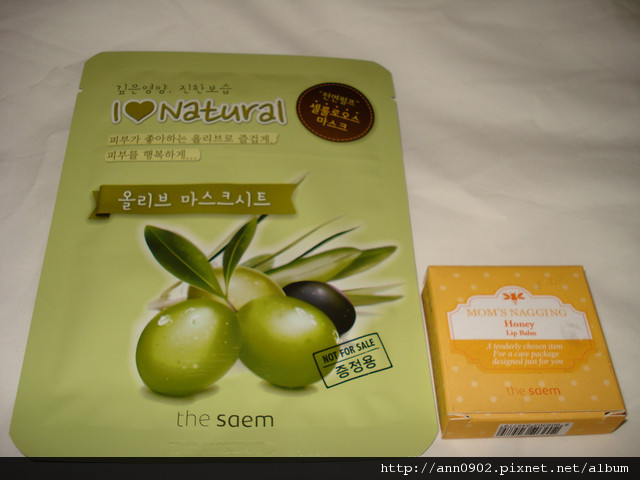 깊은영양, 진한보습
I ♥ Natural
피부가 좋아하는 올리브로 즐겁게,
피부를 행복하게...
"천연펄프"
셀룰로오스
마스크
올리브 마스크시트
NOT FOR SALE
증정용
the saem
MOM'S NAGGING
Honey
Lip Balm
A tenderly chosen item
For a care package
designed just for you
the saem
http://ann0902.pixnet.net/album